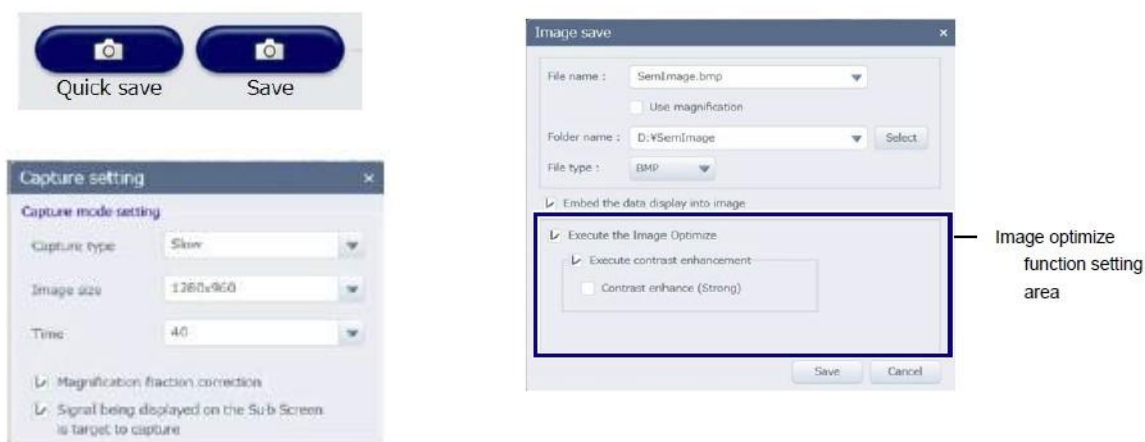 Quick save
Save
Capture setting
Capture mode setting
Capture type
Slow
Image size
1280x960
Time
40
Magnification fraction correction
Signal being displayed on the Sub Screen
is target to capture
Image save
File name :
SemImage.bmp
Use magnification
Folder name :
D:¥SemImage
Select
File type :
BMP
Embed the data display into image
Execute the Image Optimize
Execute contrast enhancement
Contrast enhance (Strong)
Save
Cancel
Image optimize
function setting
area